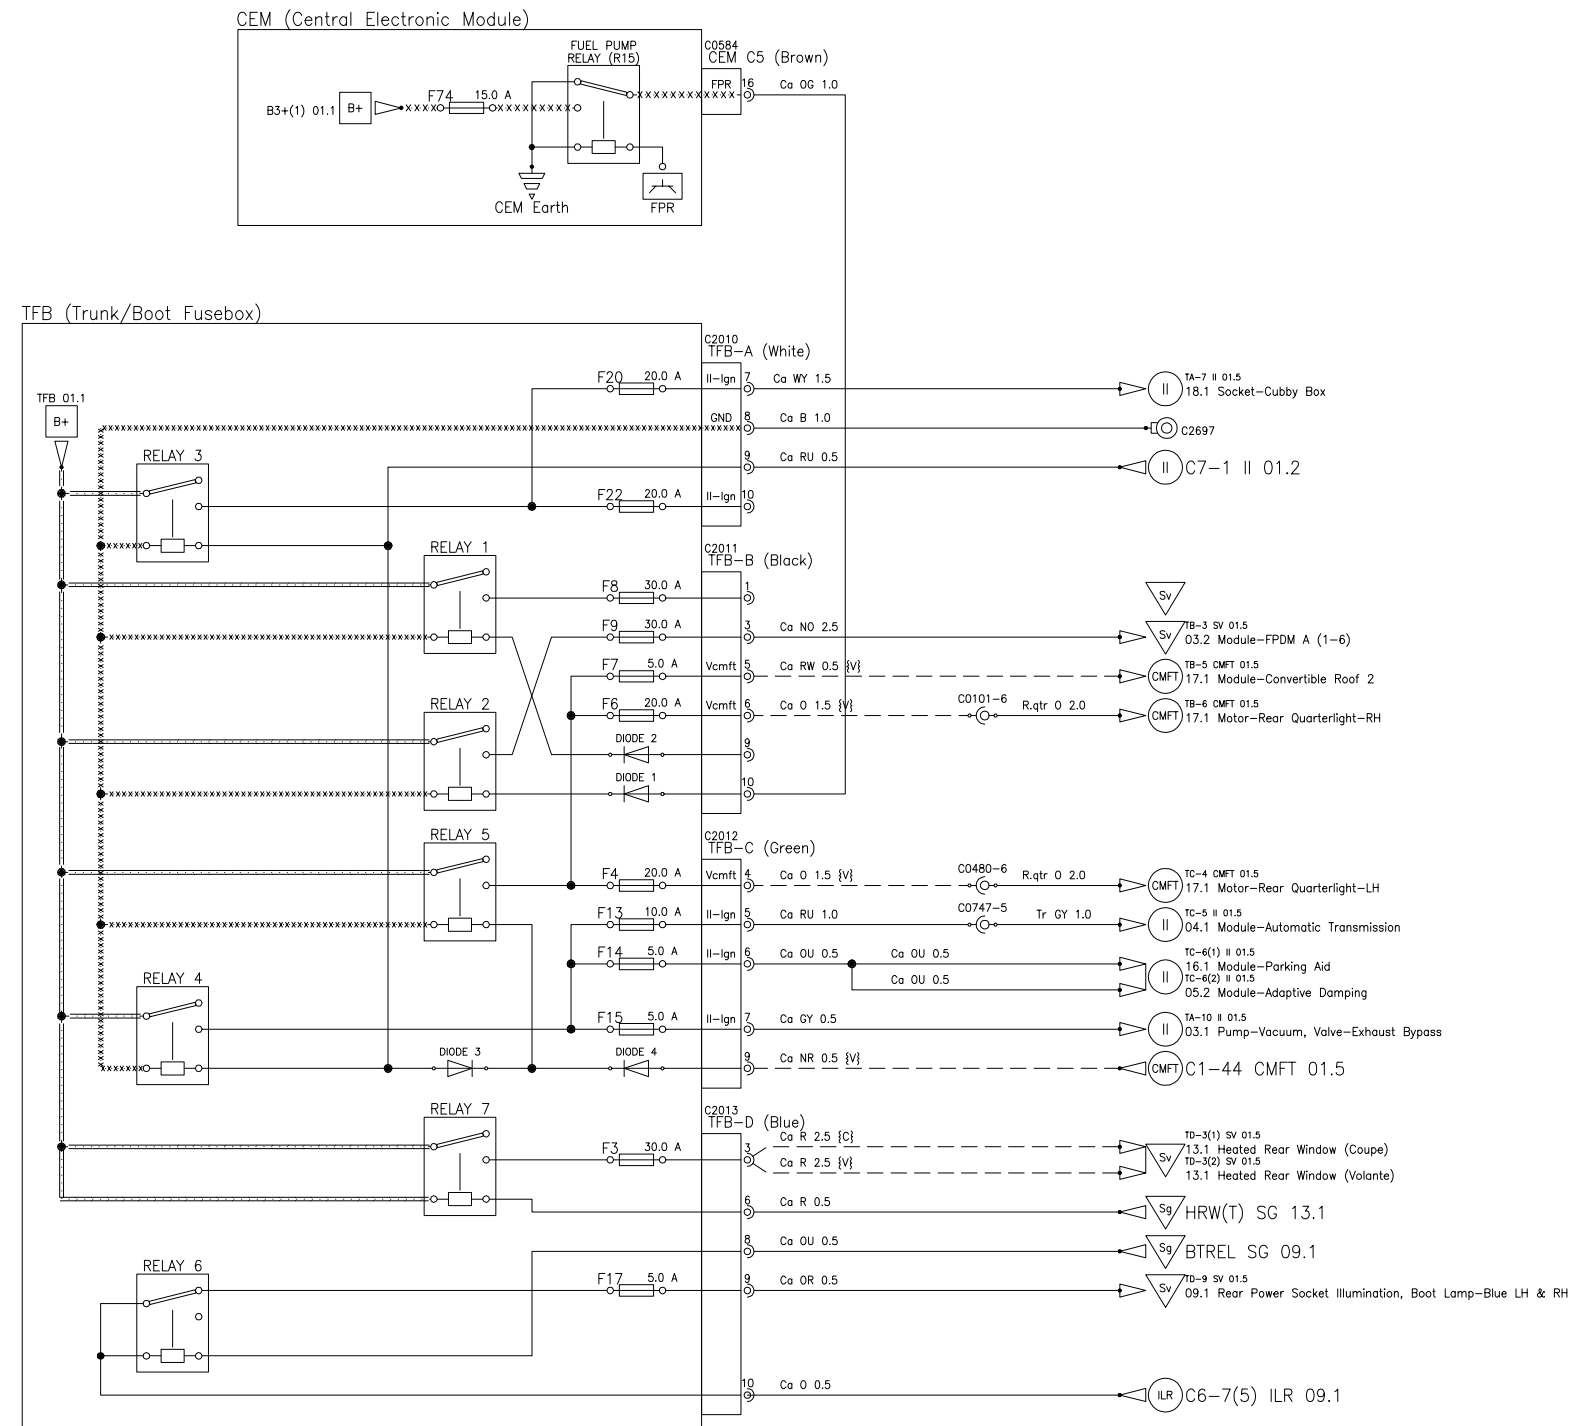 CEM (Central Electronic Module)
FUEL PUMP
RELAY (R15)
C0584
CEM C5 (Brown)
FPR 16 Ca OG 1.0
B3+(1) 01.1 B+ F74 15.0 A
CEM Earth
FPR
TFB (Trunk/Boot Fusebox)
C2010
TFB-A (White)
F20 20.0 A II-Ign 7 Ca WY 1.5 II TA-7 II 01.5
18.1 Socket-Cubby Box
TFB 01.1
B+
GND 8 Ca B 1.0 C2697
RELAY 3
9 Ca RU 0.5 II C7-1 II 01.2
F22 20.0 A II-Ign 10
RELAY 1
C2011
TFB-B (Black)
F8 30.0 A 1 Sv
F9 30.0 A 3 Ca NO 2.5 Sv TB-3 SV 01.5
03.2 Module-FPDM A (1-6)
F7 5.0 A Vcmft 5 Ca RW 0.5 {V} CMFT TB-5 CMFT 01.5
17.1 Module-Convertible Roof 2
RELAY 2
F6 20.0 A Vcmft 6 Ca O 1.5 {V} C0101-6 R.qtr O 2.0 CMFT TB-6 CMFT 01.5
17.1 Motor-Rear Quarterlight-RH
DIODE 2 9
DIODE 1 10
RELAY 5
C2012
TFB-C (Green)
F4 20.0 A Vcmft 4 Ca O 1.5 {V} C0480-6 R.qtr O 2.0 CMFT TC-4 CMFT 01.5
17.1 Motor-Rear Quarterlight-LH
F13 10.0 A II-Ign 5 Ca RU 1.0 C0747-5 Tr GY 1.0 II TC-5 II 01.5
04.1 Module-Automatic Transmission
F14 5.0 A II-Ign 6 Ca OU 0.5 Ca OU 0.5 II TC-6(1) II 01.5
16.1 Module-Parking Aid
Ca OU 0.5 TC-6(2) II 01.5
05.2 Module-Adaptive Damping
RELAY 4
F15 5.0 A II-Ign 7 Ca GY 0.5 II TA-10 II 01.5
03.1 Pump-Vacuum, Valve-Exhaust Bypass
DIODE 3 DIODE 4 9 Ca NR 0.5 {V} CMFT C1-44 CMFT 01.5
RELAY 7
C2013
TFB-D (Blue)
F3 30.0 A 3 Ca R 2.5 {C} Sv TD-3(1) SV 01.5
13.1 Heated Rear Window (Coupe)
Ca R 2.5 {V} TD-3(2) SV 01.5
13.1 Heated Rear Window (Volante)
6 Ca R 0.5 Sg HRW(T) SG 13.1
8 Ca OU 0.5 Sg BTREL SG 09.1
RELAY 6
F17 5.0 A 9 Ca OR 0.5 Sv TD-9 SV 01.5
09.1 Rear Power Socket Illumination, Boot Lamp-Blue LH & RH
10 Ca O 0.5 ILR C6-7(5) ILR 09.1